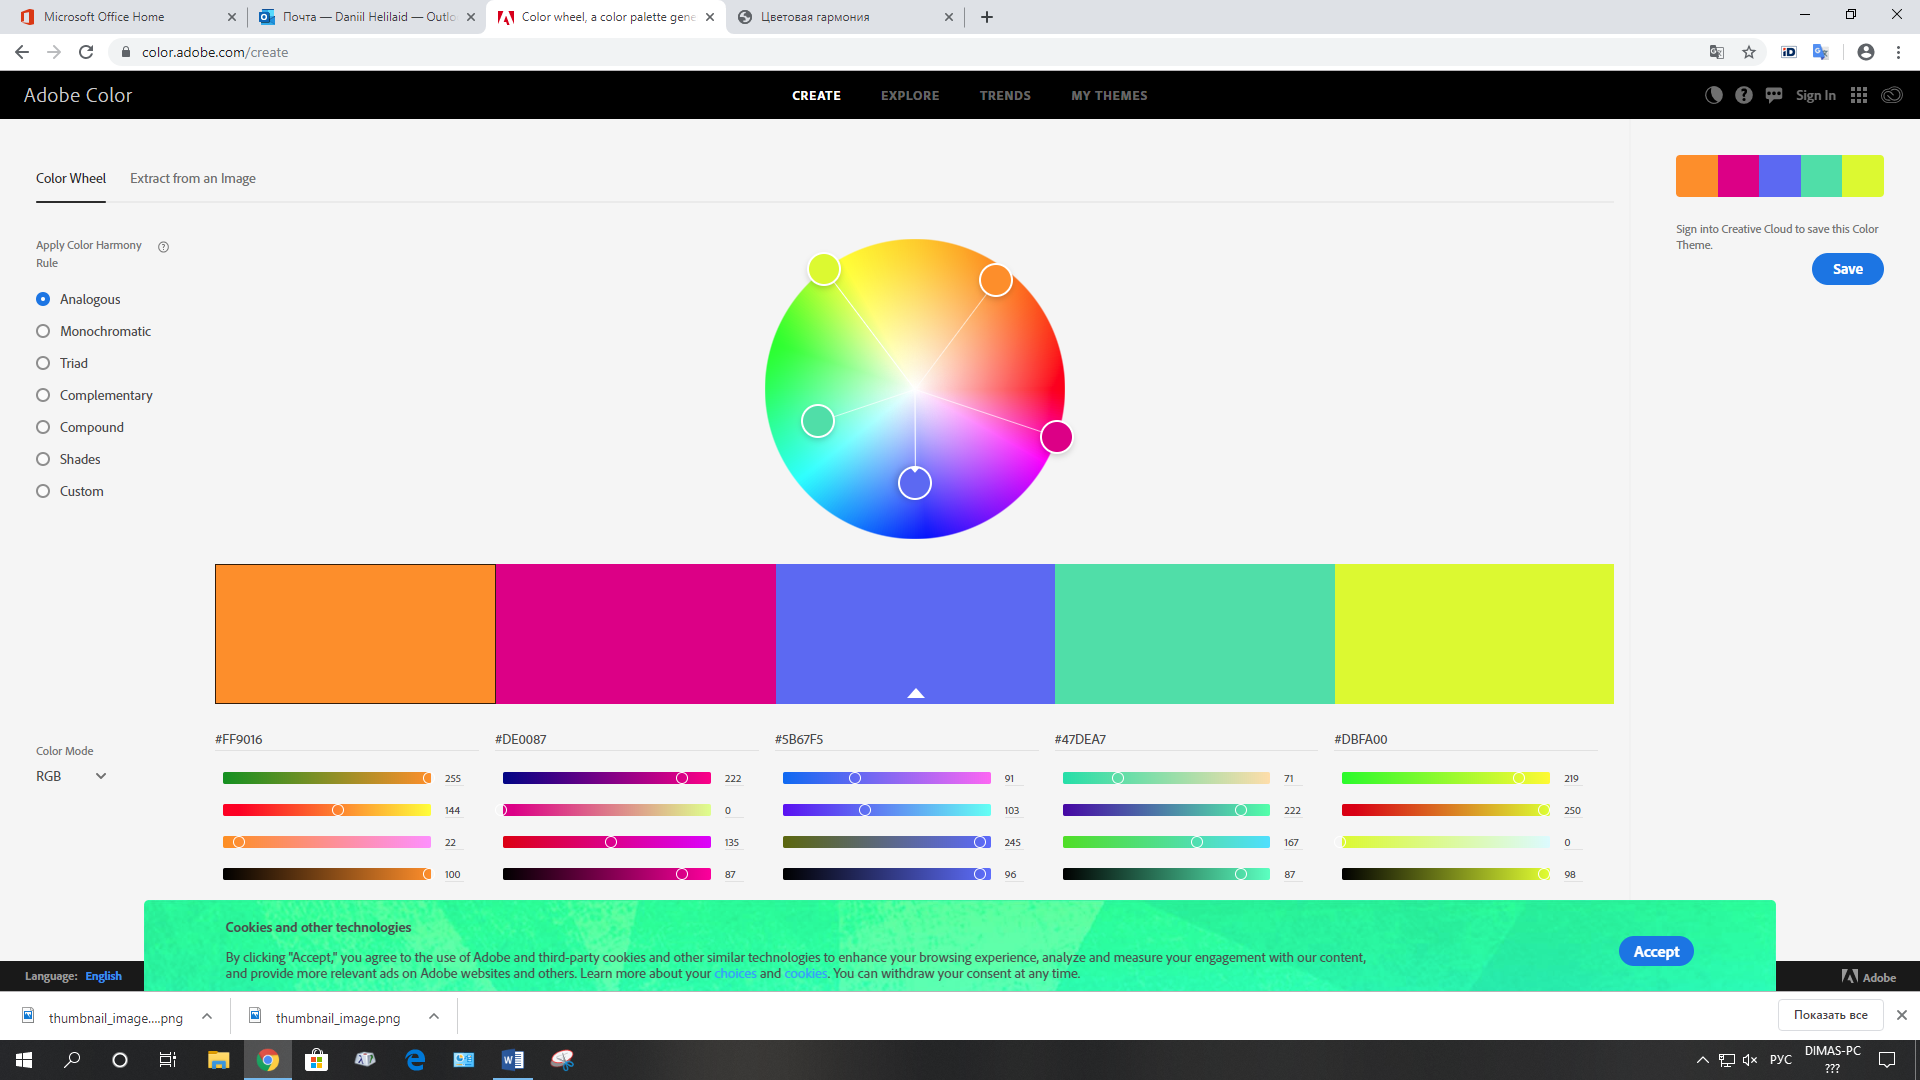 Microsoft Office Home
Почта — Daniil Helilaid — Outlo
Color wheel, a color palette gene
Цветовая гармония
color.adobe.com/create
iD
Adobe Color
CREATE
EXPLORE
TRENDS
MY THEMES
Sign In
Color Wheel
Extract from an Image
Apply Color Harmony
Rule
Analogous
Monochromatic
Triad
Complementary
Compound
Shades
Custom
Sign into Creative Cloud to save this Color
Theme.
Save
Color Mode
RGB
#FF9016
#DE0087
#5B67F5
#47DEA7
#DBFA00
255
222
91
71
219
144
0
103
222
250
22
135
245
167
0
100
87
96
87
98
Cookies and other technologies
By clicking "Accept," you agree to the use of Adobe and third-party cookies and other similar technologies to enhance your browsing experience, analyze and measure your engagement with our content,
and provide more relevant ads on Adobe websites and others. Learn more about your choices and cookies. You can withdraw your consent at any time.
Accept
Language: English
Adobe
thumbnail_image....png
thumbnail_image.png
Показать все
РУС
DIMAS-PC
???